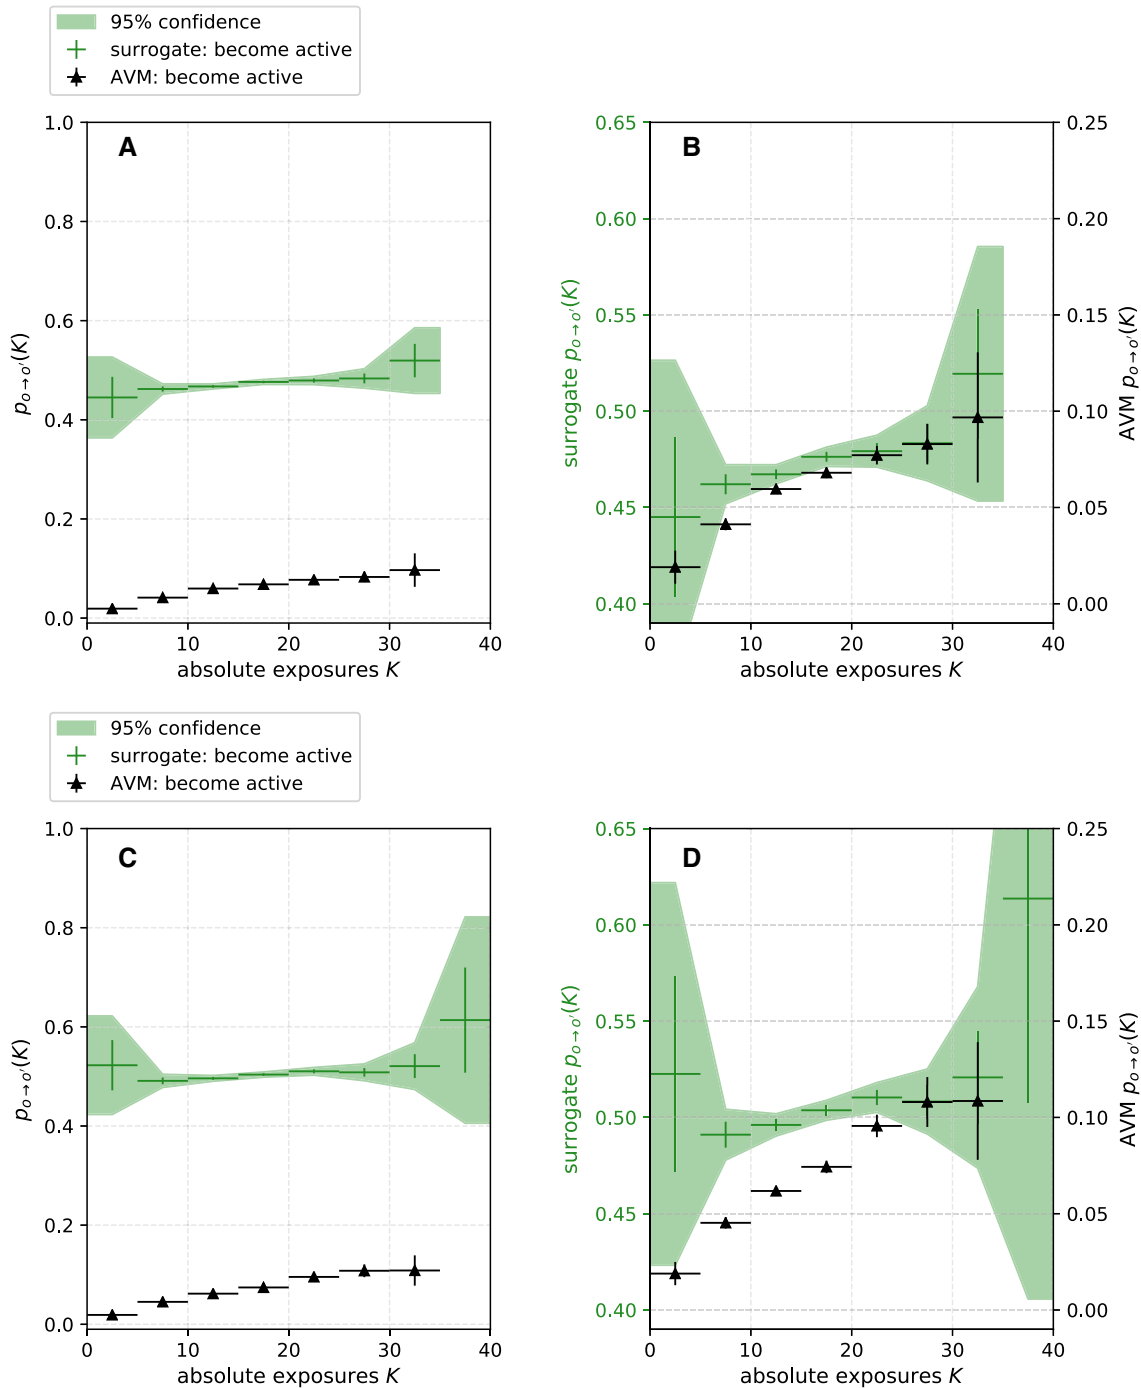 95% confidence
surrogate: become active
AVM: become active
A
1.0
0.8
0.6
0.4
0.2
0.0
p_{o→o'}(K)
0 10 20 30 40
absolute exposures K
B
0.65
0.60
0.55
0.50
0.45
0.40
surrogate p_{o→o'}(K)
0.25
0.20
0.15
0.10
0.05
0.00
AVM p_{o→o'}(K)
0 10 20 30 40
absolute exposures K
95% confidence
surrogate: become active
AVM: become active
C
1.0
0.8
0.6
0.4
0.2
0.0
p_{o→o'}(K)
0 10 20 30 40
absolute exposures K
D
0.65
0.60
0.55
0.50
0.45
0.40
surrogate p_{o→o'}(K)
0.25
0.20
0.15
0.10
0.05
0.00
AVM p_{o→o'}(K)
0 10 20 30 40
absolute exposures K